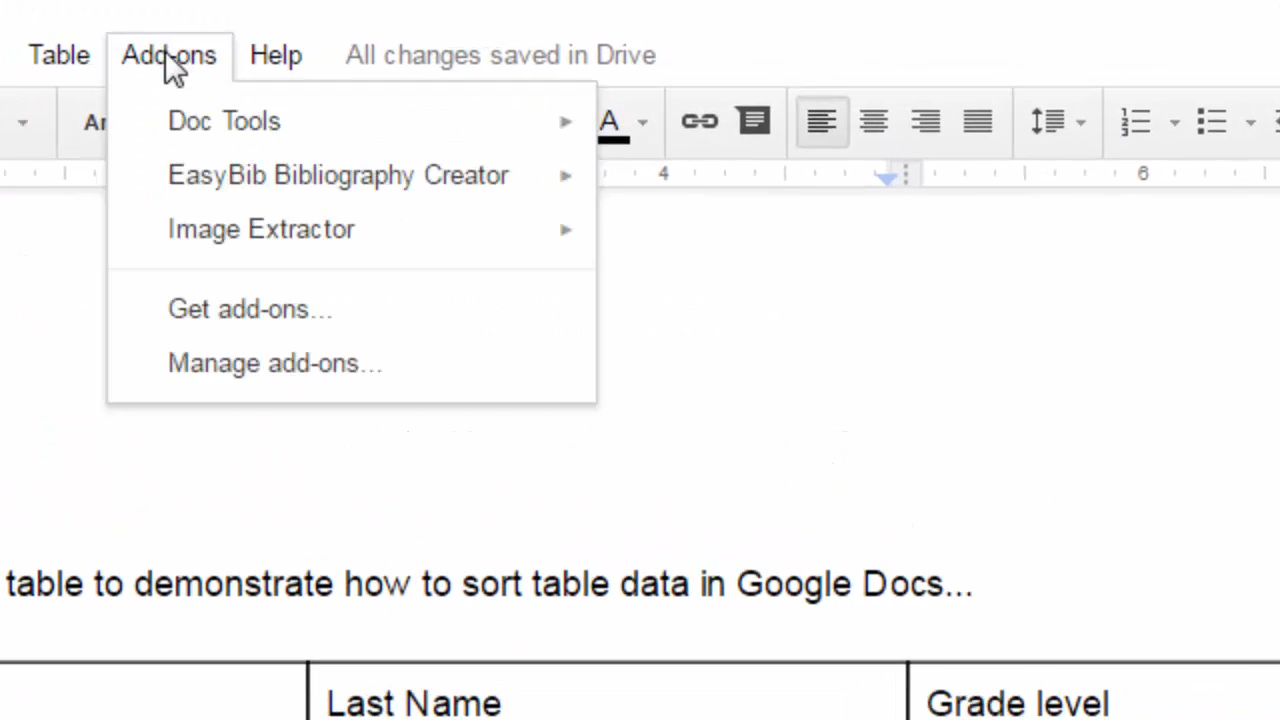 Table Add-ons Help All changes saved in Drive
A
4 6
Doc Tools
EasyBib Bibliography Creator
Image Extractor
Get add-ons...
Manage add-ons...
table to demonstrate how to sort table data in Google Docs...
Last Name Grade level